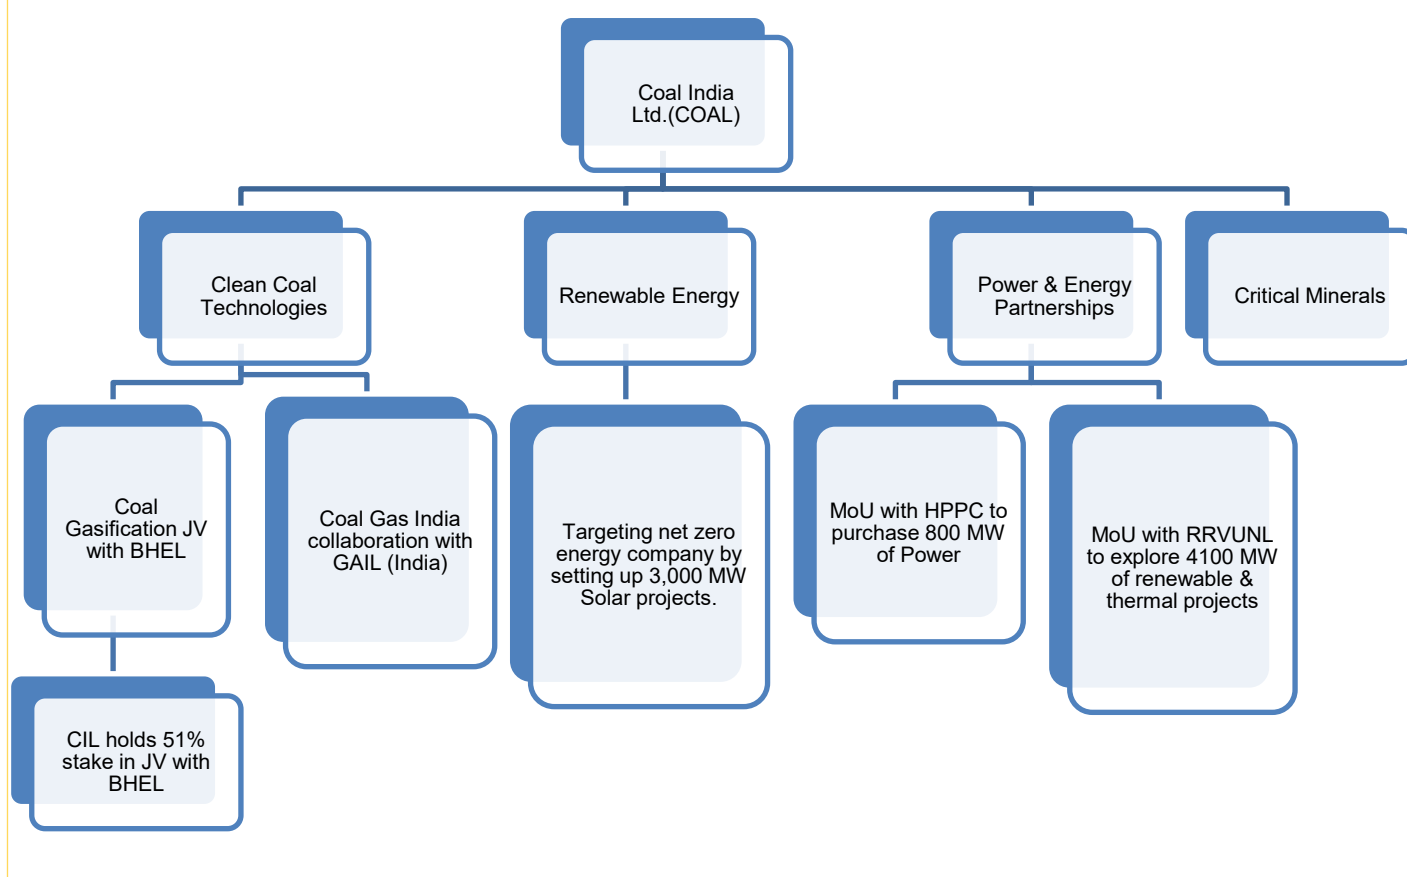 Coal India
Ltd.(COAL)
Clean Coal
Technologies
Renewable Energy
Power & Energy
Partnerships
Critical Minerals
Coal
Gasification JV
with BHEL
Coal Gas India
collaboration with
GAIL (India)
Targeting net zero
energy company by
setting up 3,000 MW
Solar projects.
MoU with HPPC to
purchase 800 MW
of Power
MoU with RRVUNL
to explore 4100 MW
of renewable &
thermal projects
CIL holds 51%
stake in JV with
BHEL